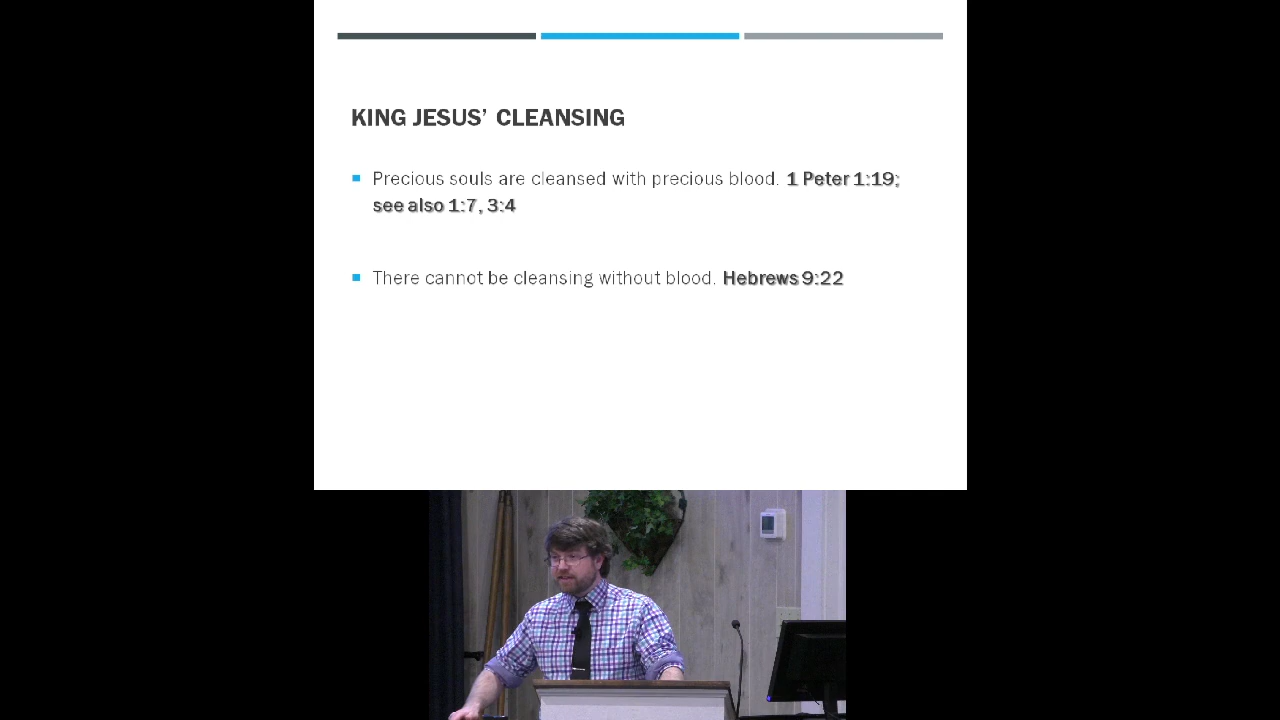 KING JESUS’ CLEANSING
Precious souls are cleansed with precious blood. 1 Peter 1:19;
see also 1:7, 3:4
There cannot be cleansing without blood. Hebrews 9:22